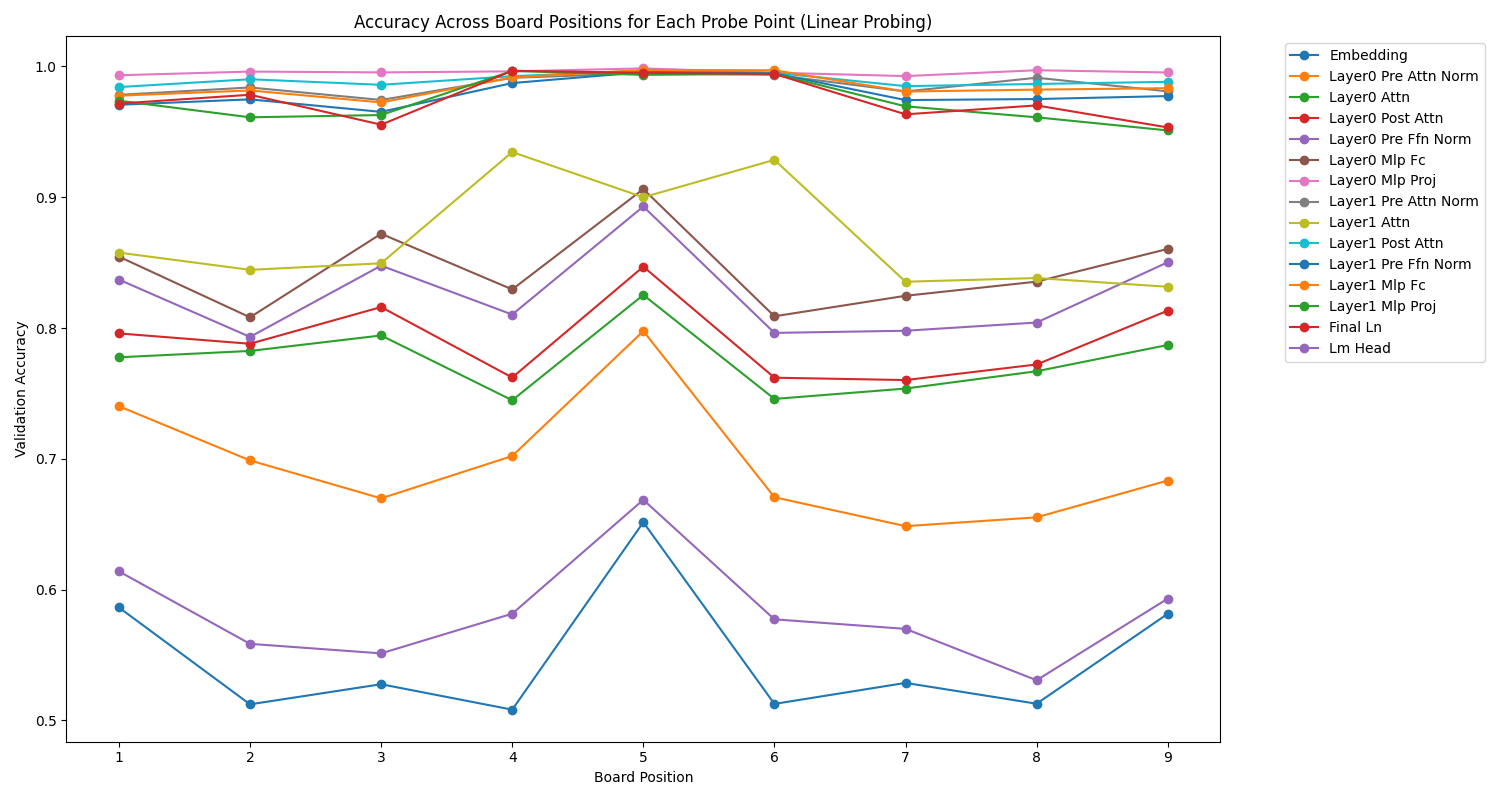 Accuracy Across Board Positions for Each Probe Point (Linear Probing)
Validation Accuracy
1.0
0.9
0.8
0.7
0.6
0.5
1 2 3 4 5 6 7 8 9
Board Position
Embedding
Layer0 Pre Attn Norm
Layer0 Attn
Layer0 Post Attn
Layer0 Pre Ffn Norm
Layer0 Mlp Fc
Layer0 Mlp Proj
Layer1 Pre Attn Norm
Layer1 Attn
Layer1 Post Attn
Layer1 Pre Ffn Norm
Layer1 Mlp Fc
Layer1 Mlp Proj
Final Ln
Lm Head